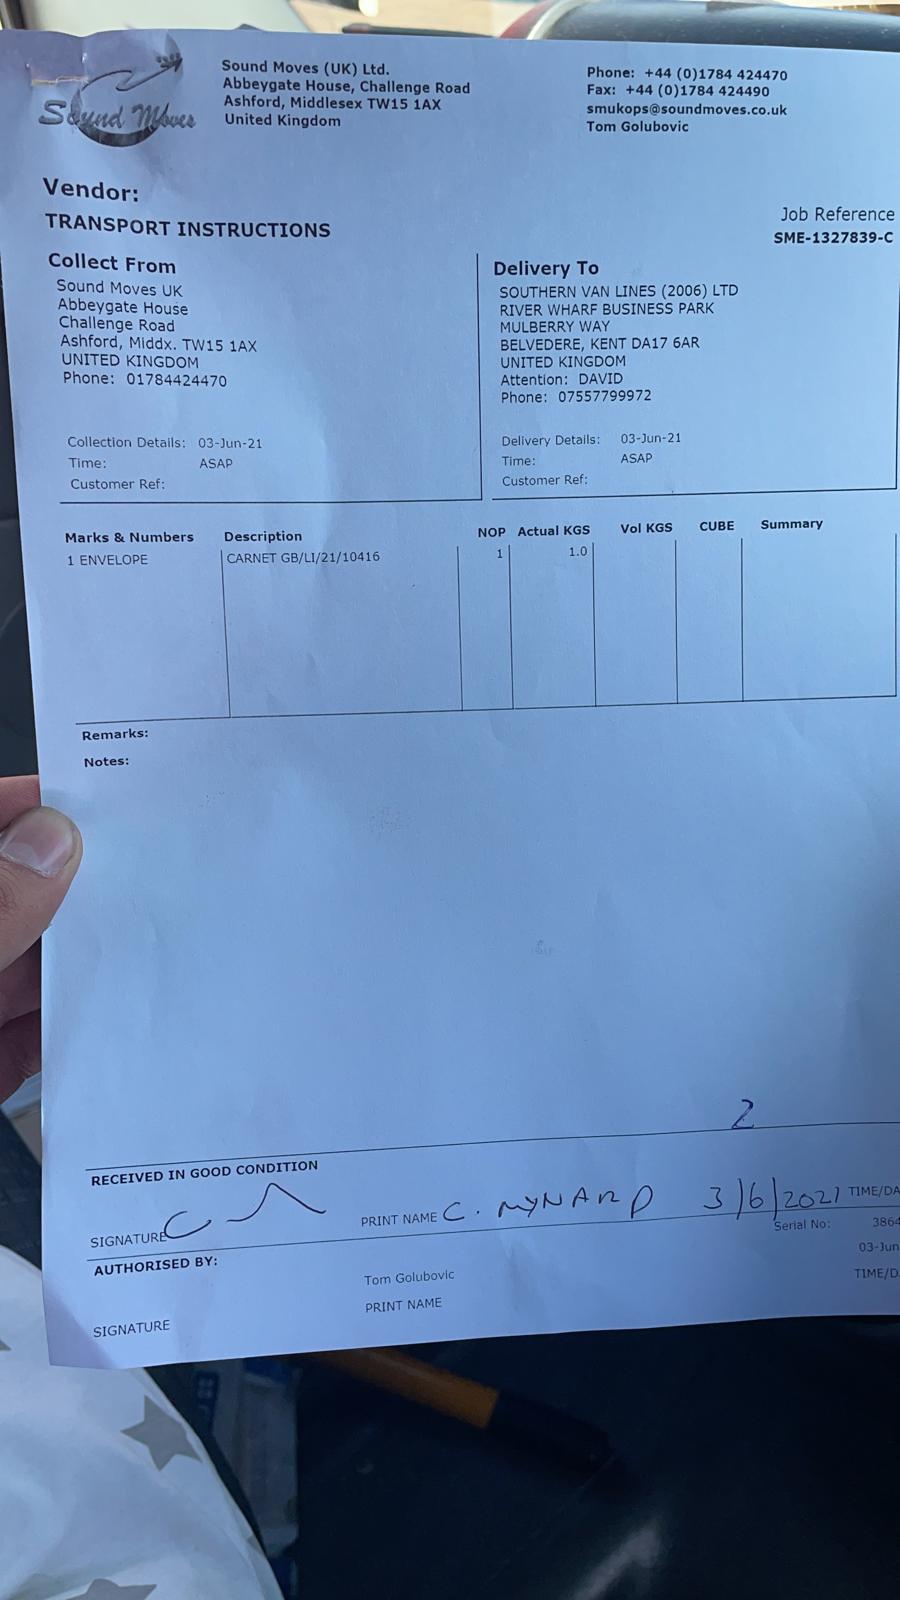 Sound Moves
Sound Moves (UK) Ltd.
Abbeygate House, Challenge Road
Ashford, Middlesex TW15 1AX
United Kingdom
Phone: +44 (0)1784 424470
Fax: +44 (0)1784 424490
smukops@soundmoves.co.uk
Tom Golubovic
Vendor:
TRANSPORT INSTRUCTIONS
Job Reference
SME-1327839-C
Collect From
Sound Moves UK
Abbeygate House
Challenge Road
Ashford, Middx. TW15 1AX
UNITED KINGDOM
Phone: 01784424470
Collection Details: 03-Jun-21
Time: ASAP
Customer Ref:
Delivery To
SOUTHERN VAN LINES (2006) LTD
RIVER WHARF BUSINESS PARK
MULBERRY WAY
BELVEDERE, KENT DA17 6AR
UNITED KINGDOM
Attention: DAVID
Phone: 07557799972
Delivery Details: 03-Jun-21
Time: ASAP
Customer Ref:
Marks & Numbers Description NOP Actual KGS Vol KGS CUBE Summary
1 ENVELOPE CARNET GB/LI/21/10416 1 1.0
Remarks:
Notes:
2
RECEIVED IN GOOD CONDITION
SIGNATURE PRINT NAME C. MYNARD 3/6/2021 TIME/DA
Serial No: 3864
AUTHORISED BY:
03-Jun
Tom Golubovic
SIGNATURE PRINT NAME TIME/D